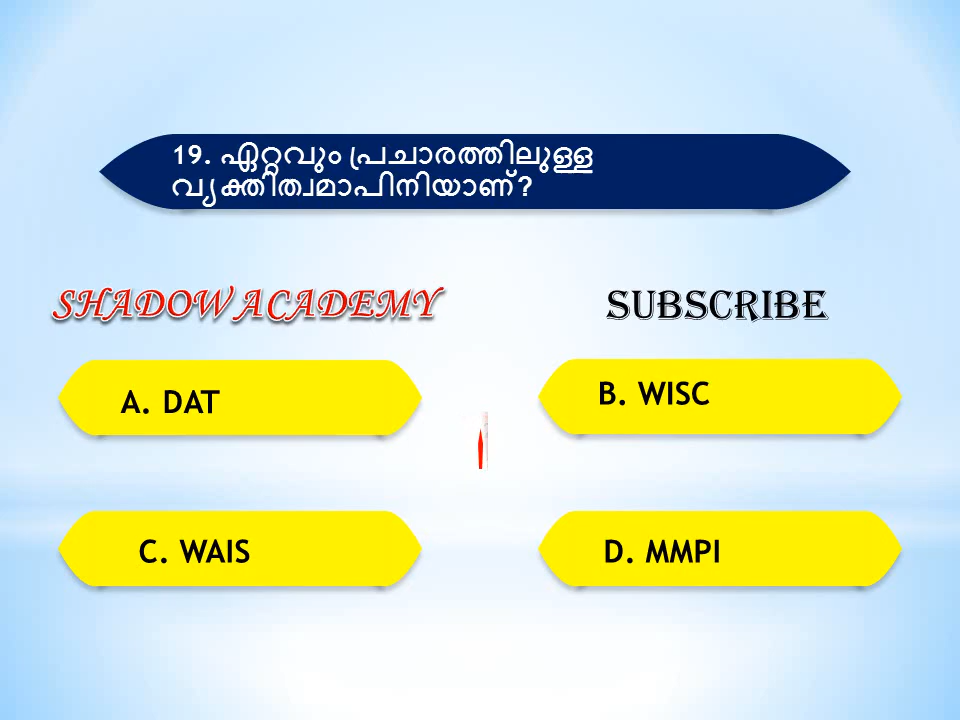 19. ഏറ്റവും പ്രചാരത്തിലുള്ള
വ്യക്തിത്വമാപിനിയാണ്?
SHADOW ACADEMY
SUBSCRIBE
A. DAT
B. WISC
C. WAIS
D. MMPI